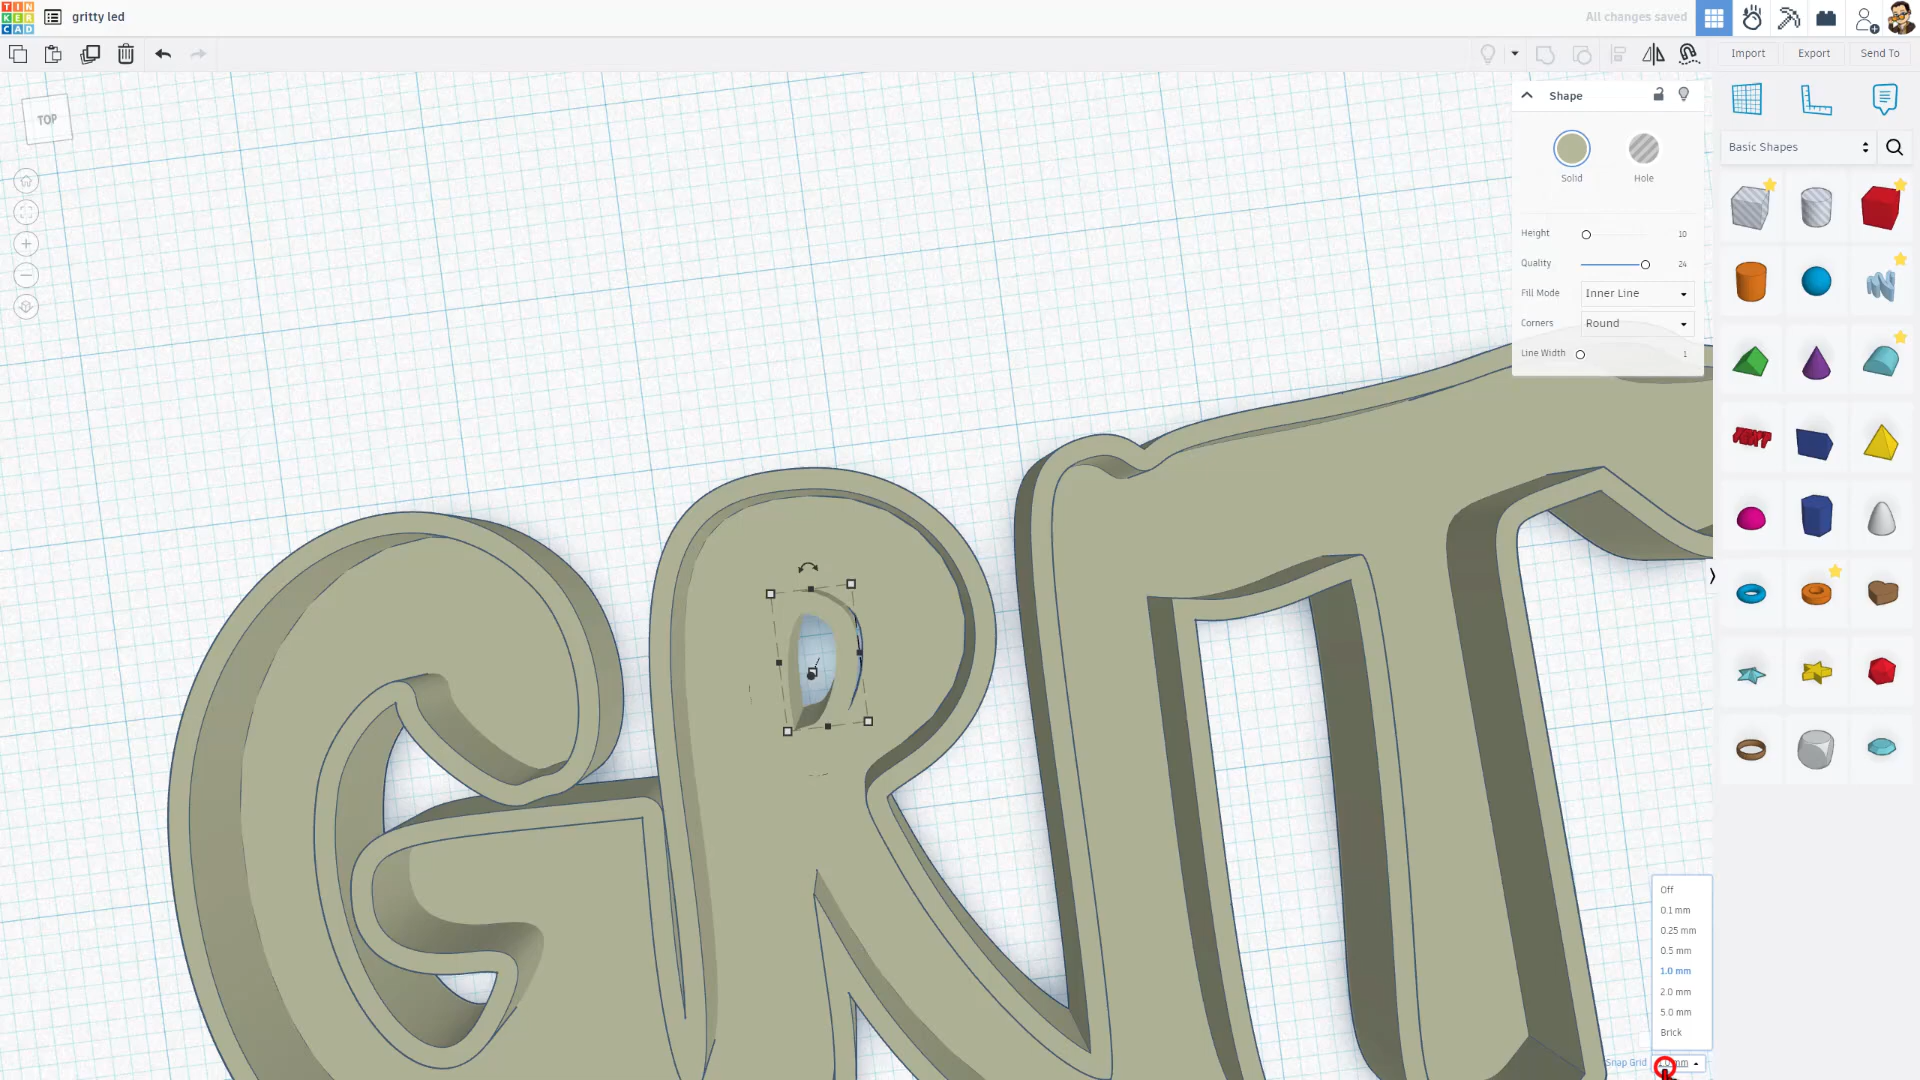 TIN
KER
CAD
gritty led
All changes saved
Import
Export
Send To
TOP
Shape
Solid
Hole
Height
10
Quality
24
Fill Mode
Inner Line
Corners
Round
Line Width
1
Basic Shapes
TEXT
Off
0.1 mm
0.25 mm
0.5 mm
1.0 mm
2.0 mm
5.0 mm
Brick
Snap Grid
GRIT